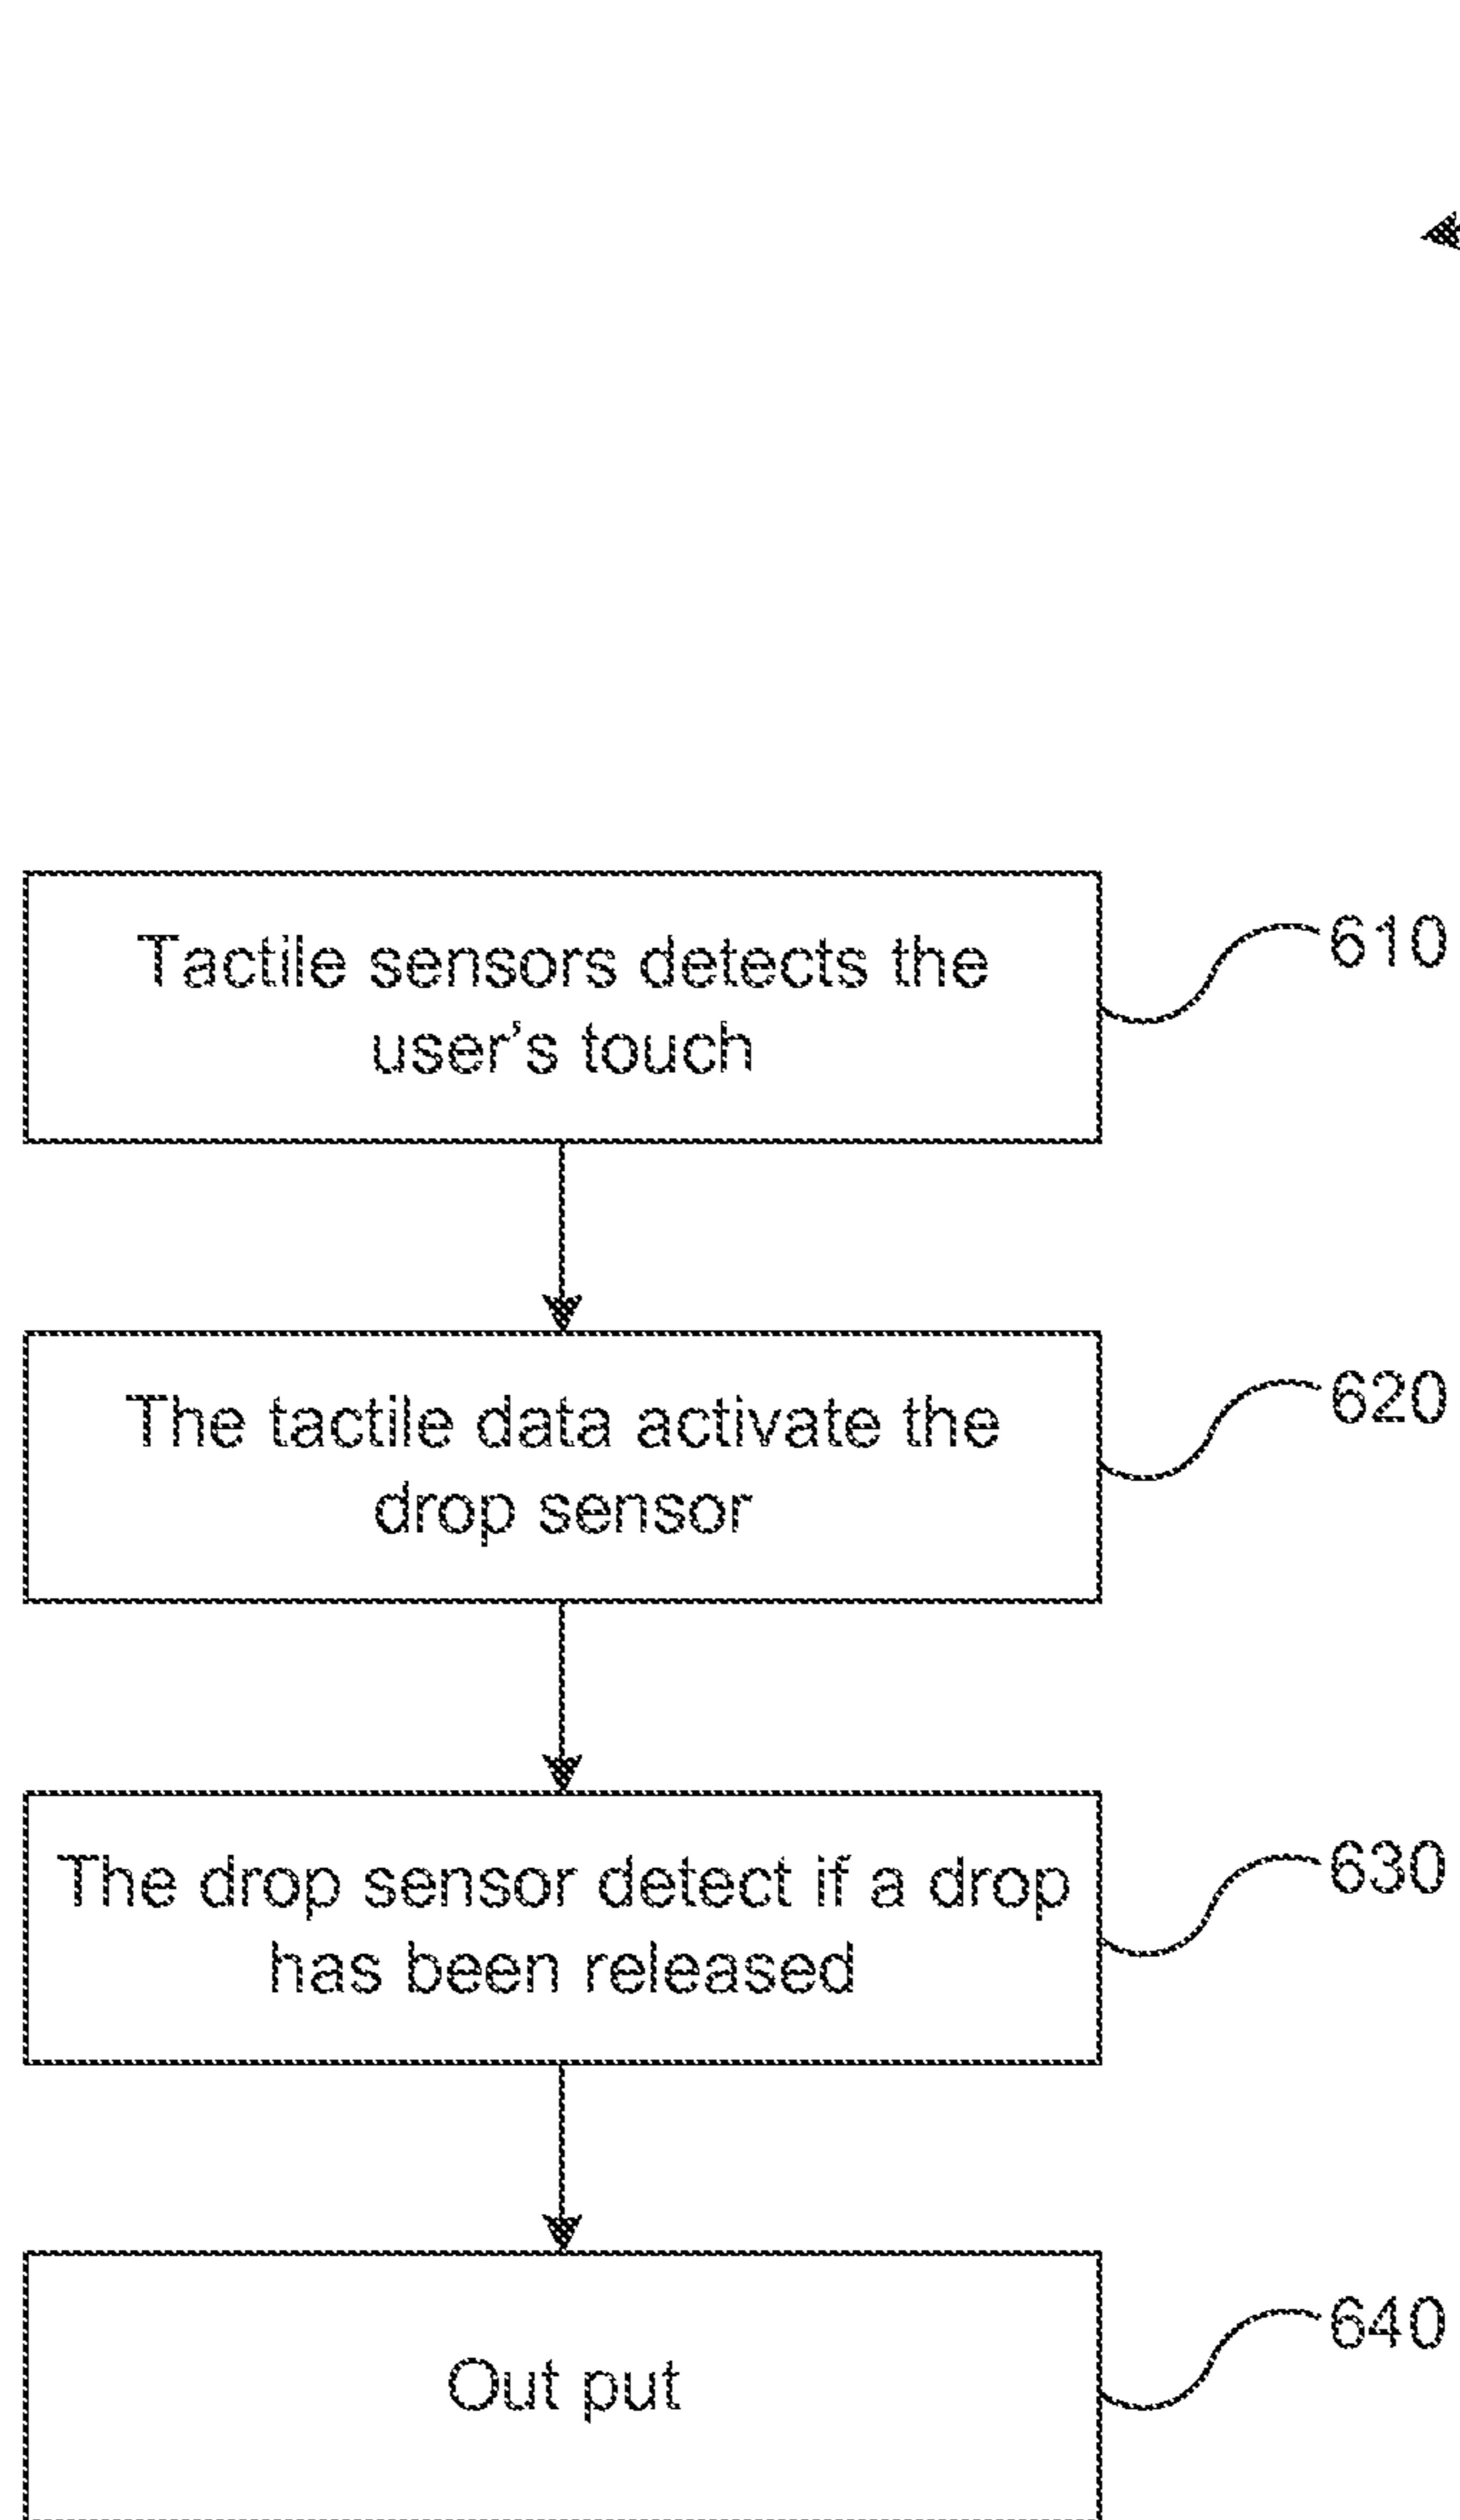 Tactile sensors detects the
user's touch
610
The tactile data activate the
drop sensor
620
The drop sensor detect if a drop
has been released
630
Out put
640